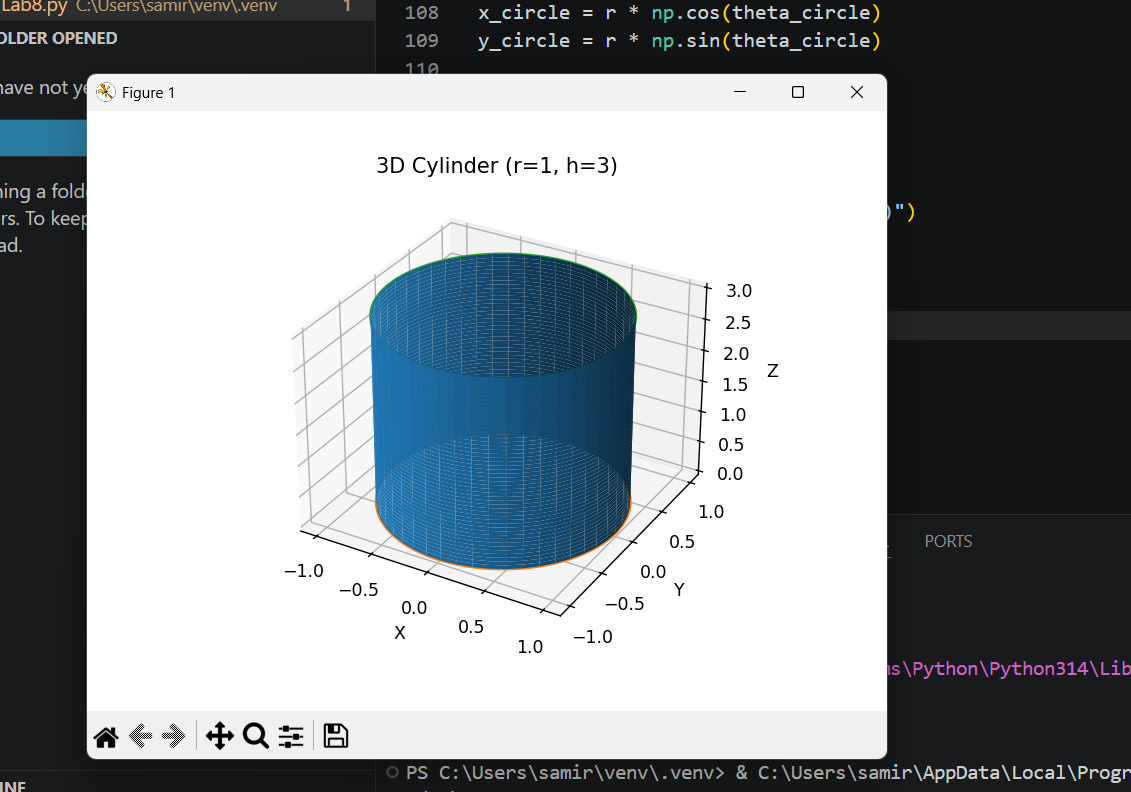 Lab8.py C:\Users\samir\venv\.venv 1
OLDER OPENED
have not ye
ning a folde
rs. To keep
ad.
108 x_circle = r * np.cos(theta_circle)
109 y_circle = r * np.sin(theta_circle)
110
)")
Figure 1
3D Cylinder (r=1, h=3)
3.0
2.5
2.0
1.5
1.0
0.5
0.0
Z
1.0
0.5
0.0
−0.5
−1.0
Y
−1.0
−0.5
0.0
0.5
1.0
X
PORTS
ns\Python\Python314\Lib
PS C:\Users\samir\venv\.venv> & C:\Users\samir\AppData\Local\Progr
INE